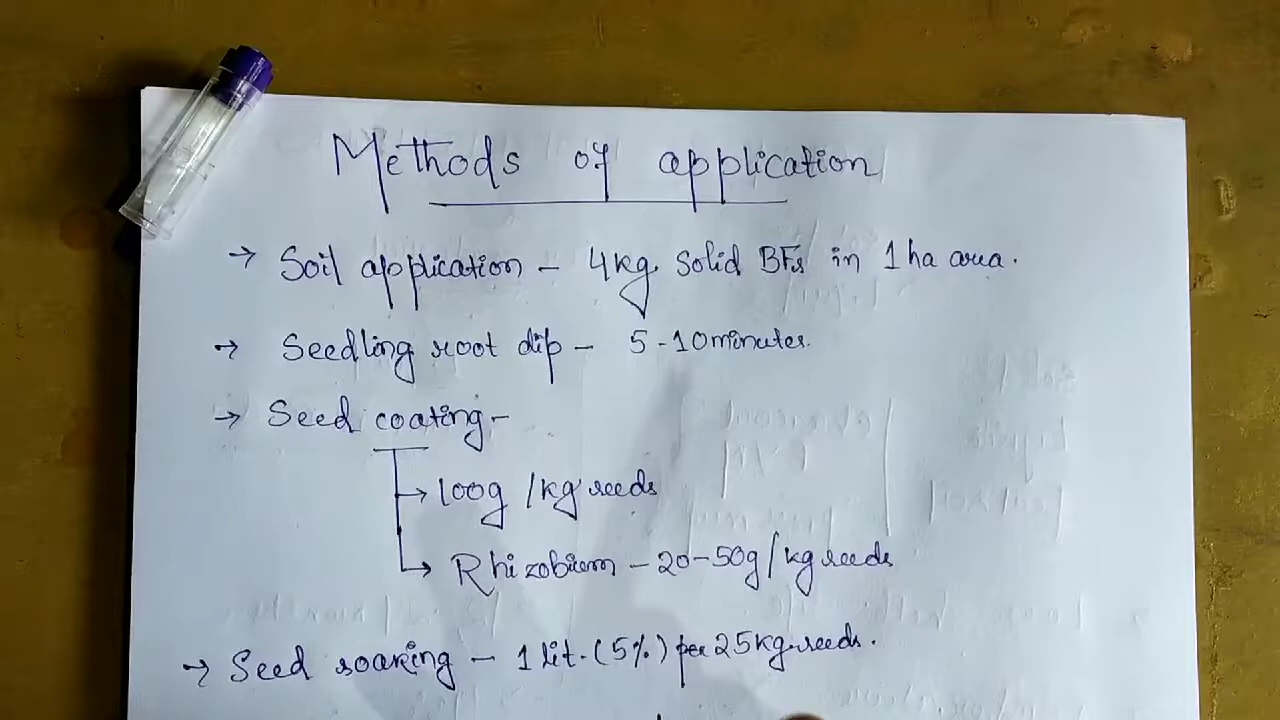 Methods of application
→ Soil application - 4kg solid BFs in 1 ha area.
→ Seedling root dip - 5-10 minutes.
→ Seed coating -
→ 100g /kg seeds
→ Rhizobium - 20-50g/kg seeds
→ Seed soaking - 1 lit. (5%) per 25kg seeds.